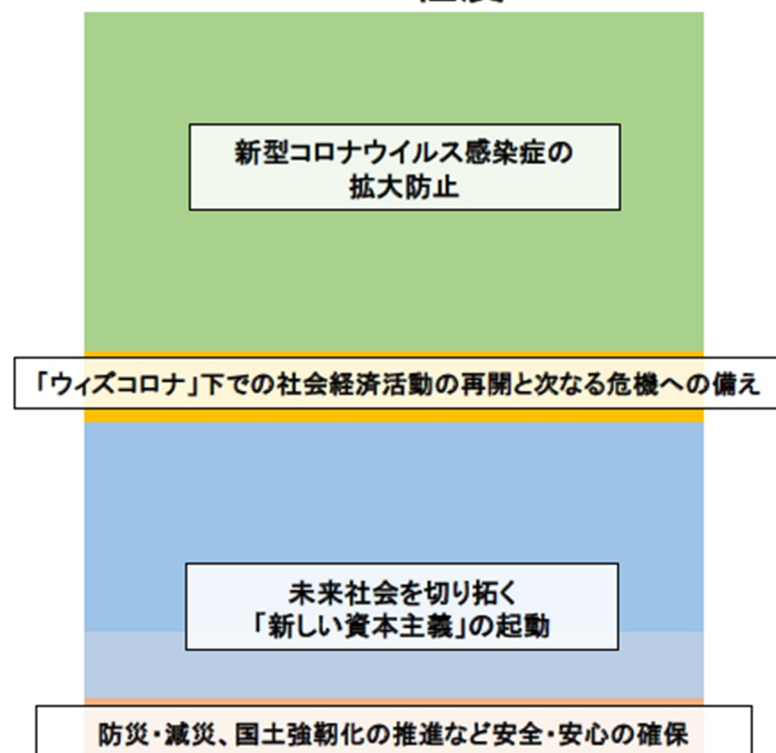 新型コロナウイルス感染症の
拡大防止
「ウィズコロナ」下での社会経済活動の再開と次なる危機への備え
未来社会を切り拓く
「新しい資本主義」の起動
防災・減災、国土強靭化の推進など安全・安心の確保